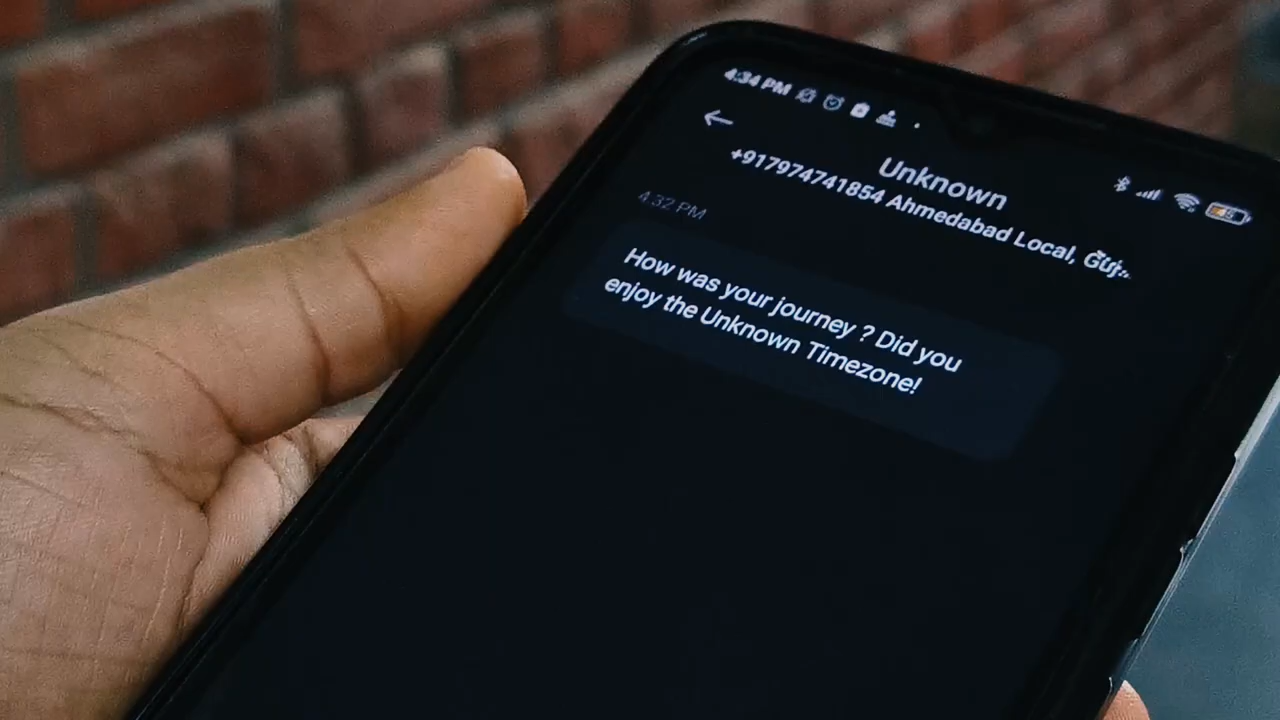 4:34 PM
Unknown
+917974741854 Ahmedabad Local, Guj..
4:32 PM
How was your journey ? Did you
enjoy the Unknown Timezone!